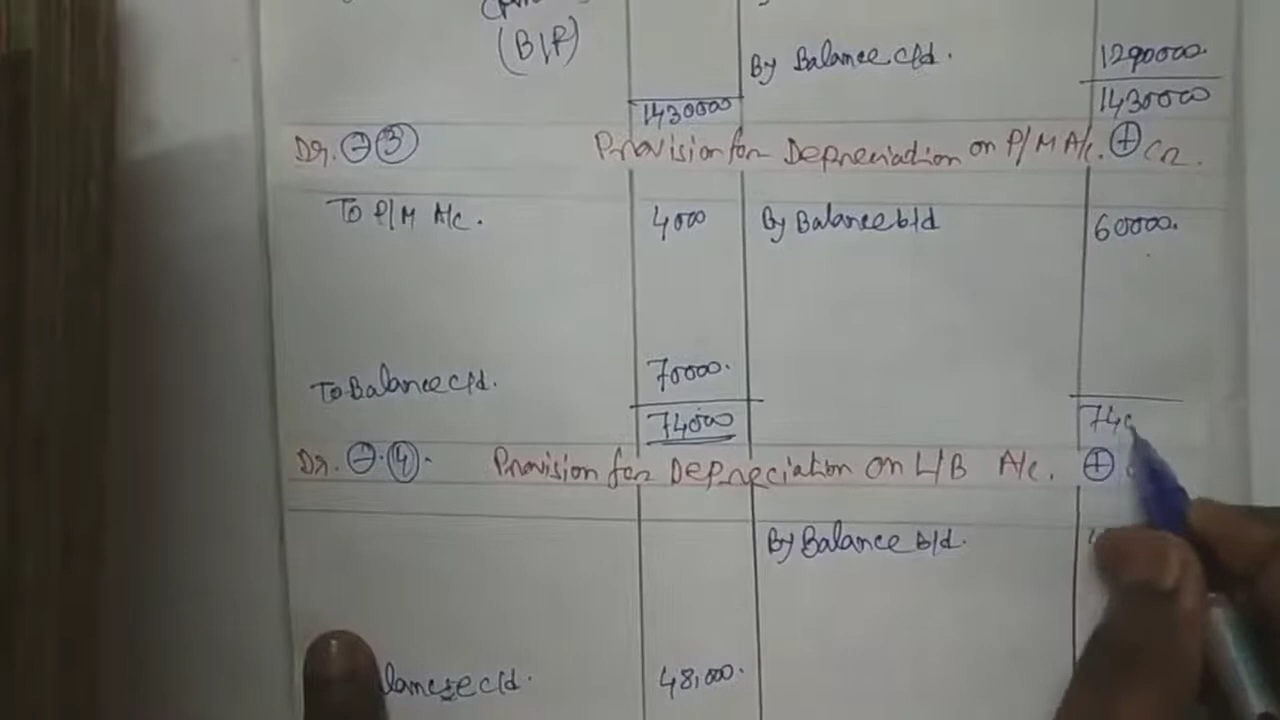 (B/F)
By Balance c/d. 1290000.
1430000 1430000
Dr. ⊖ ③ Provision for Depreciation on P/M A/c. ⊕ Cr.
To P/M A/c. 4000 By Balance b/d 60000.
To Balance c/d. 70000.
74000 740
Dr. ⊖. ④. Provision for Depreciation on L/B A/c. ⊕
By Balance b/d.
c/d. 48,000.